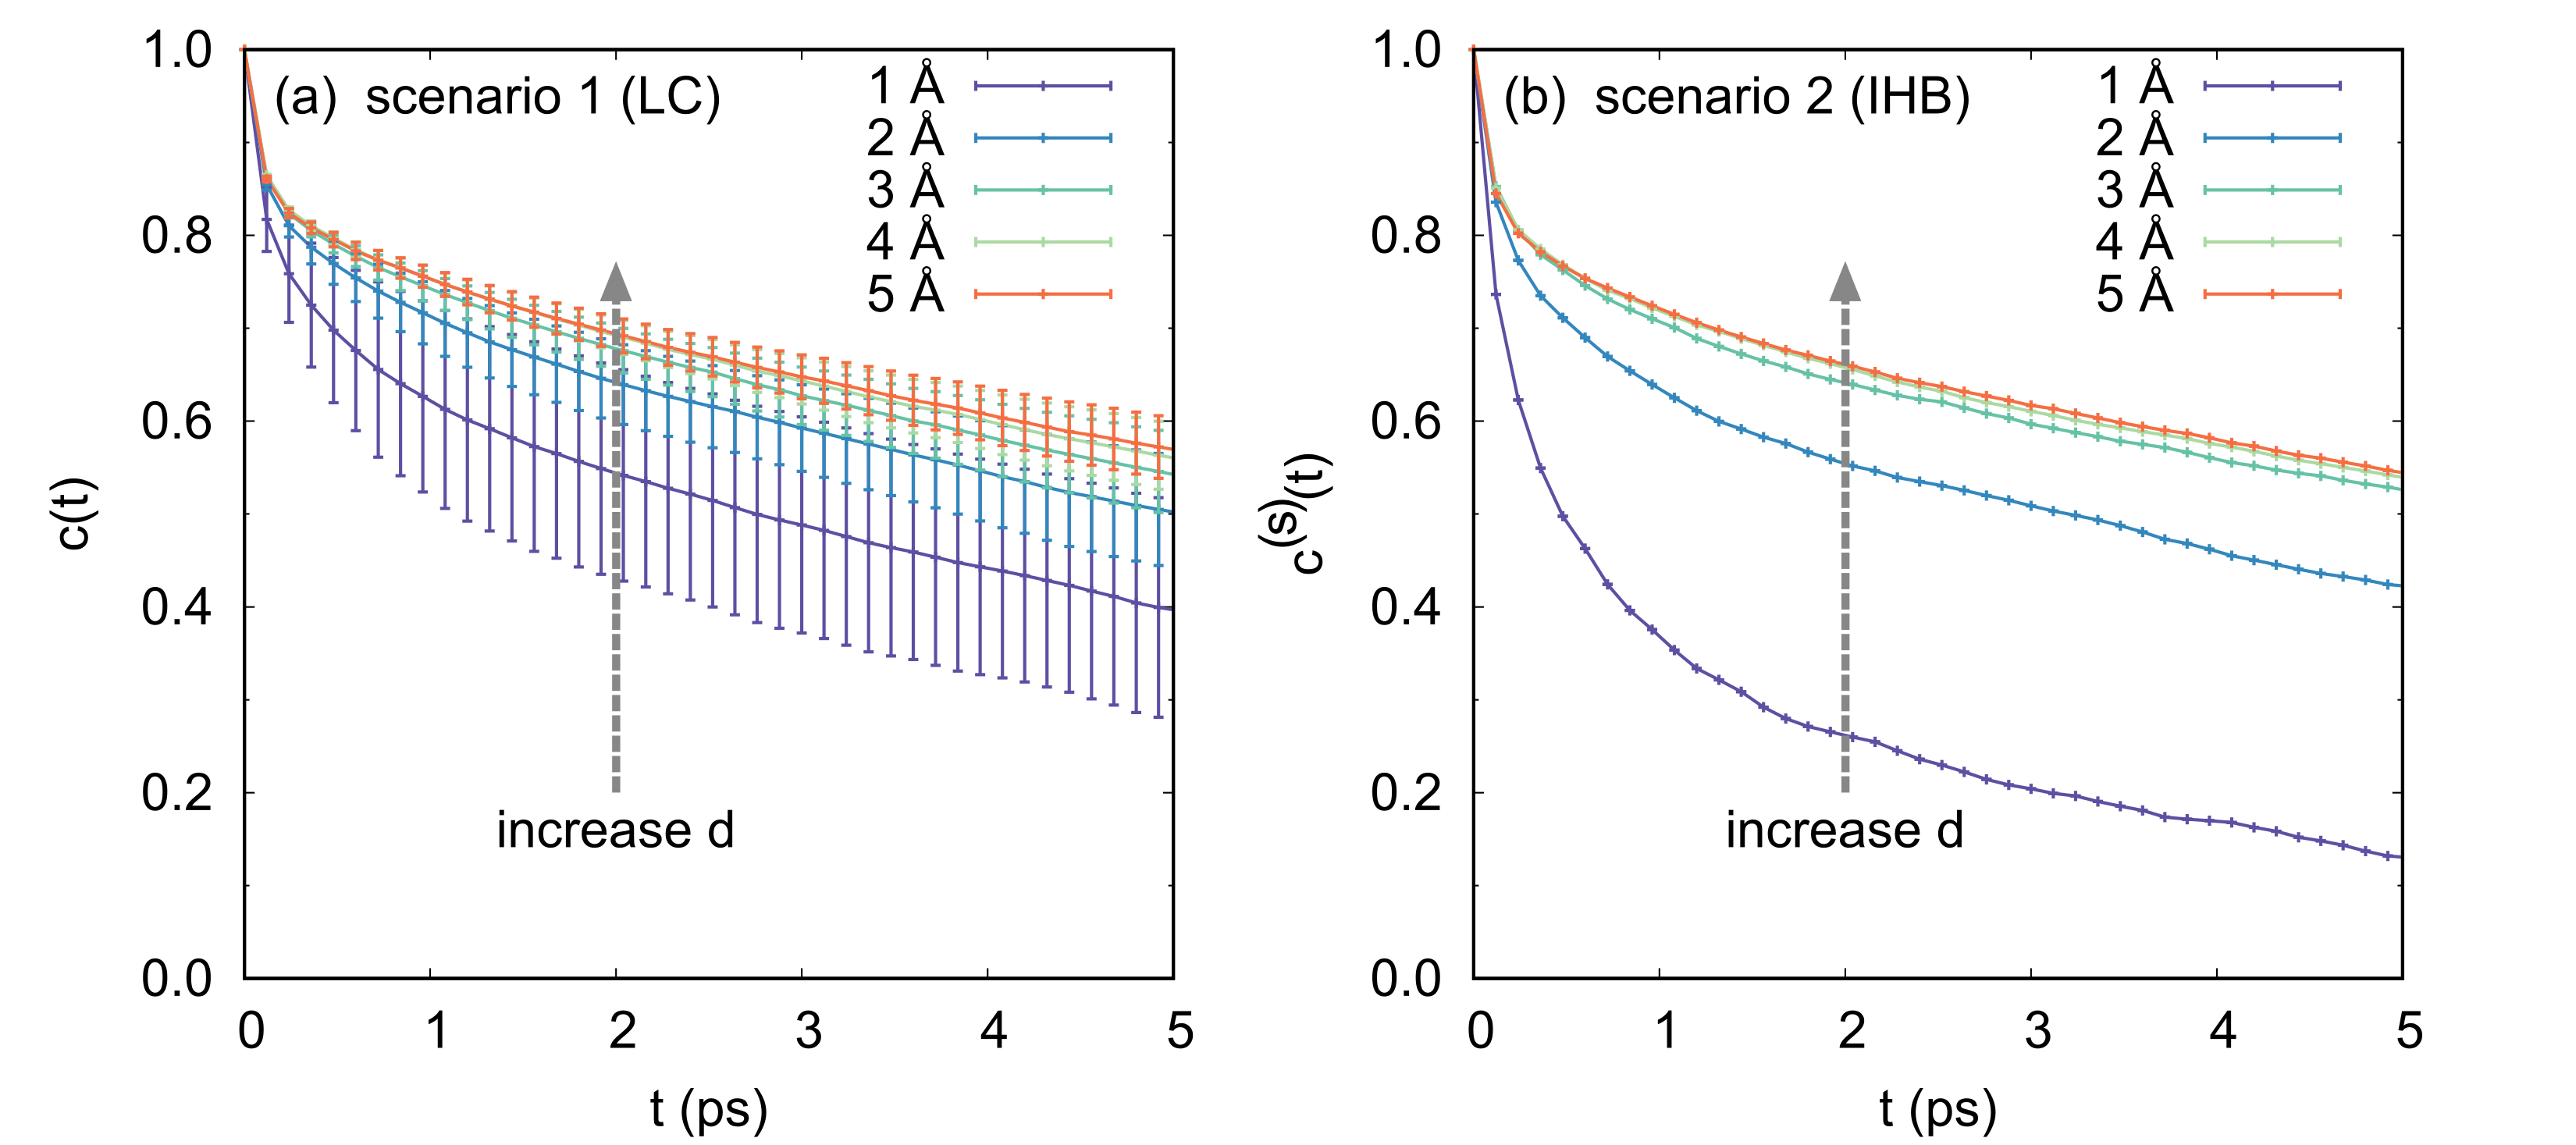 (a) scenario 1 (LC)
1 Å
2 Å
3 Å
4 Å
5 Å
increase d
1.0
0.8
0.6
0.4
0.2
0.0
c(t)
0 1 2 3 4 5
t (ps)
(b) scenario 2 (IHB)
1 Å
2 Å
3 Å
4 Å
5 Å
increase d
1.0
0.8
0.6
0.4
0.2
0.0
c(s)(t)
0 1 2 3 4 5
t (ps)